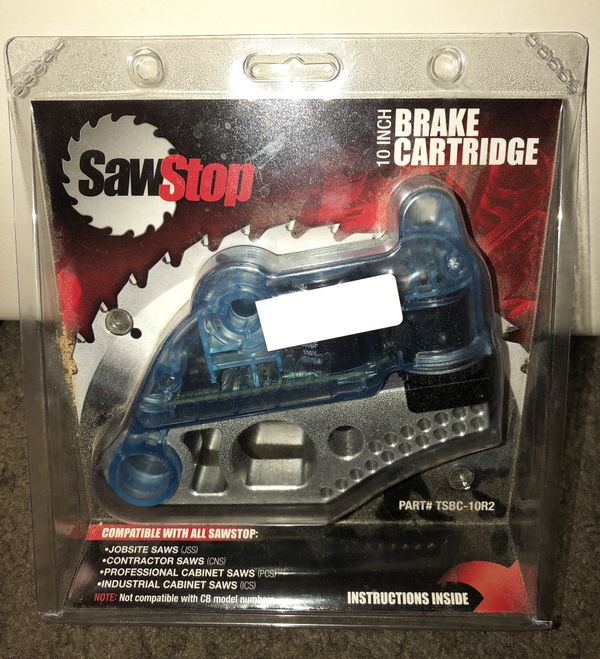 SawStop
10 INCH
BRAKE
CARTRIDGE
PART# TSBC-10R2
COMPATIBLE WITH ALL SAWSTOP:
•JOBSITE SAWS (JSS)
•CONTRACTOR SAWS (CNS)
•PROFESSIONAL CABINET SAWS (PCS)
•INDUSTRIAL CABINET SAWS (ICS)
NOTE: Not compatible with CB model numbers
INSTRUCTIONS INSIDE